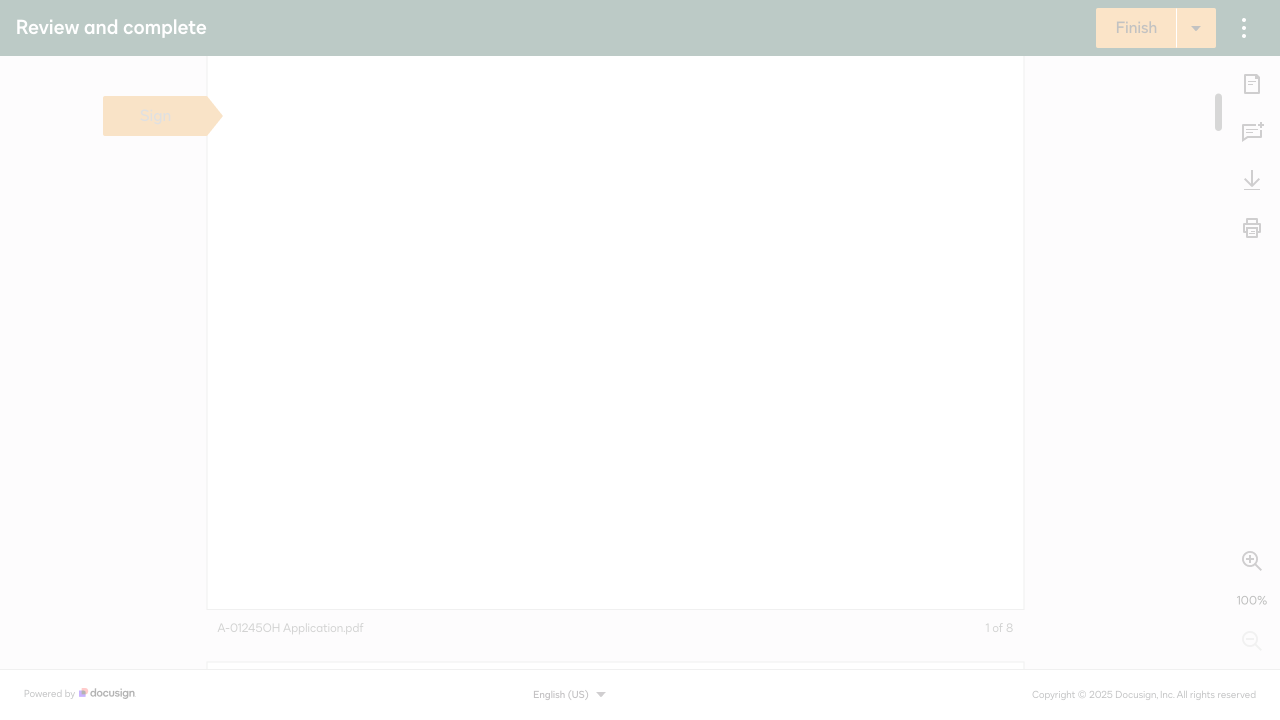 Review and complete
Finish
Sign
100%
A-01245OH Application.pdf
1 of 8
Powered by docusign
English (US)
Copyright © 2025 Docusign, Inc. All rights reserved